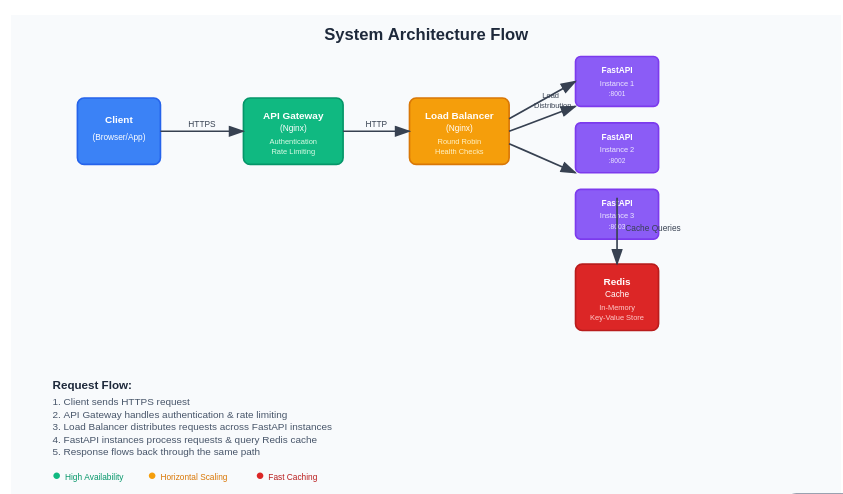 System Architecture Flow
Client
(Browser/App)
HTTPS
API Gateway
(Nginx)
Authentication
Rate Limiting
HTTP
Load Balancer
(Nginx)
Round Robin
Health Checks
Load
Distribution
FastAPI
Instance 1
:8001
FastAPI
Instance 2
:8002
FastAPI
Instance 3
:8003
Cache Queries
Redis
Cache
In-Memory
Key-Value Store
Request Flow:
1. Client sends HTTPS request
2. API Gateway handles authentication & rate limiting
3. Load Balancer distributes requests across FastAPI instances
4. FastAPI instances process requests & query Redis cache
5. Response flows back through the same path
High Availability
Horizontal Scaling
Fast Caching